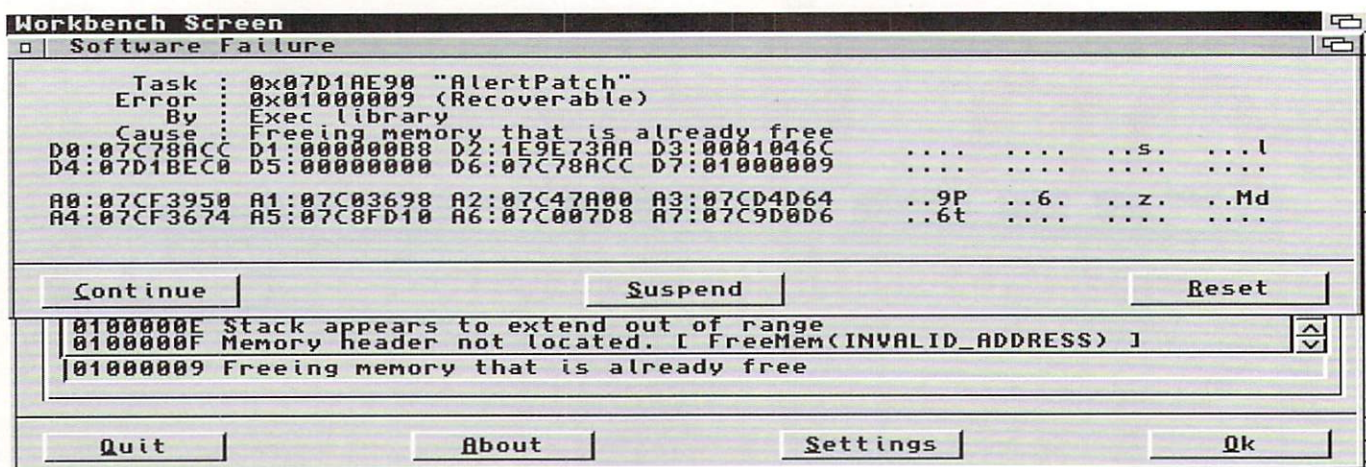 Workbench Screen
Software Failure
Task : 0x07D1AE90 "AlertPatch"
Error : 0x01000009 (Recoverable)
By : Exec library
Cause : Freeing memory that is already free
D0:07C78ACC D1:000000B8 D2:1E9E73AA D3:0001046C .... .... ..s. ...l
D4:07D1BEC0 D5:00000000 D6:07C78ACC D7:01000009 .... .... .... ....
A0:07CF3950 A1:07C03698 A2:07C47A00 A3:07CD4D64 ..9P ..6. ..z. ..Md
A4:07CF3674 A5:07C8FD10 A6:07C007D8 A7:07C9D0D6 ..6t .... .... ....
Continue Suspend Reset
0100000E Stack appears to extend out of range
0100000F Memory header not located. [ FreeMem(INVALID_ADDRESS) ]
01000009 Freeing memory that is already free
Quit About Settings Ok